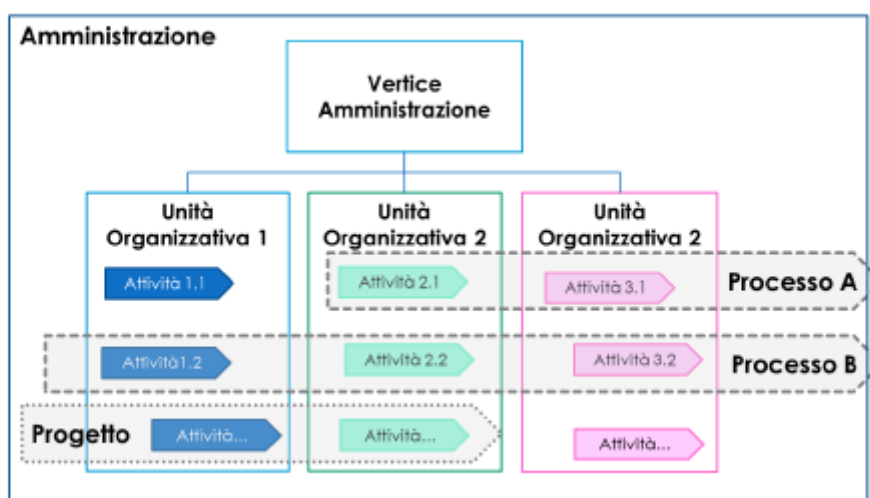 Amministrazione
Vertice
Amministrazione
Unità
Organizzativa 1
Unità
Organizzativa 2
Unità
Organizzativa 2
Attività 1.1
Attività 2.1
Attività 3.1
Processo A
Attività1.2
Attività 2.2
Attività 3.2
Processo B
Progetto
Attività...
Attività...
Attività...